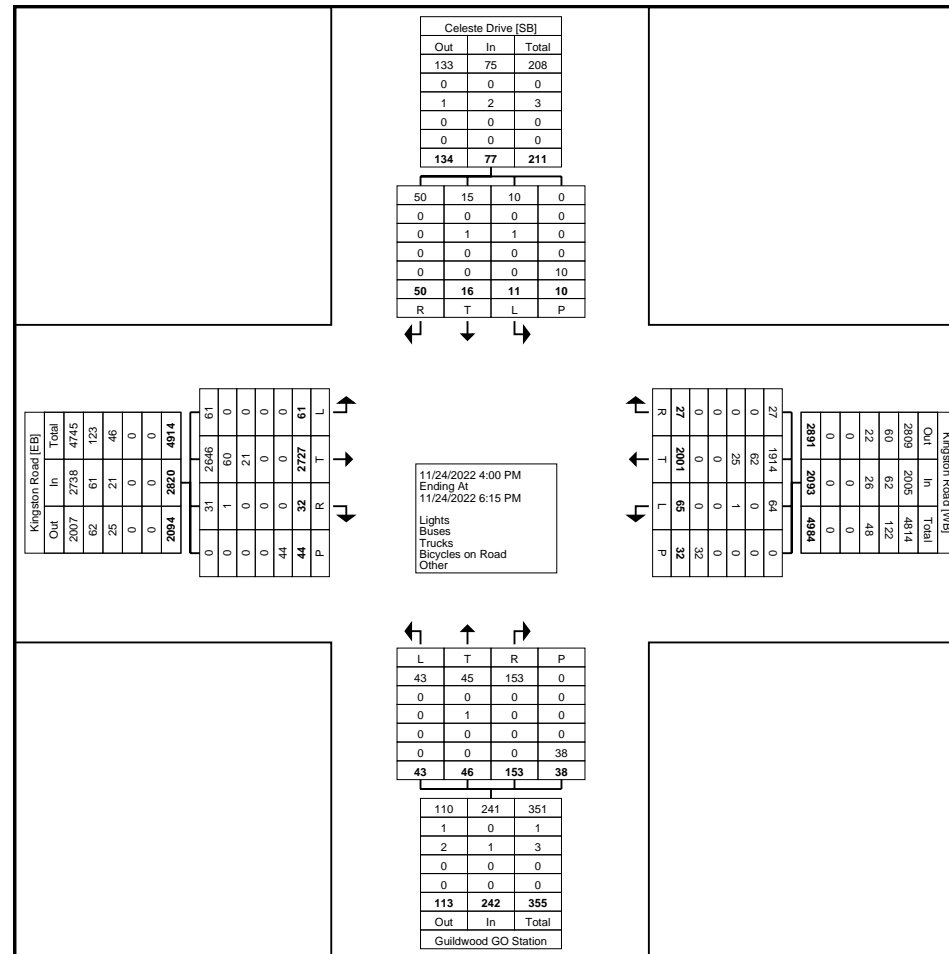 Celeste Drive [SB]
Out In Total
133 75 208
0 0 0
1 2 3
0 0 0
0 0 0
134 77 211
50 15 10 0
0 0 0 0
0 1 1 0
0 0 0 0
0 0 0 10
50 16 11 10
R T L P
Kingston Road [EB]
Total 4745 123 46 0 0 4914
In 2738 61 21 0 0 2820
Out 2007 62 25 0 0 2094
61 0 0 0 0 61 L
2646 60 21 0 0 2727 T
31 1 0 0 0 32 R
0 0 0 0 44 44 P
11/24/2022 4:00 PM
Ending At
11/24/2022 6:15 PM
Lights
Buses
Trucks
Bicycles on Road
Other
R 27 0 0 0 0 27
T 2001 0 0 25 62 1914
L 65 0 0 1 0 64
P 32 32 0 0 0 0
Kingston Road [WB]
Out 2809 60 22 0 0 2891
In 2005 62 26 0 0 2093
Total 4814 122 48 0 0 4984
L T R P
43 45 153 0
0 0 0 0
0 1 0 0
0 0 0 0
0 0 0 38
43 46 153 38
110 241 351
1 0 1
2 1 3
0 0 0
0 0 0
113 242 355
Out In Total
Guildwood GO Station